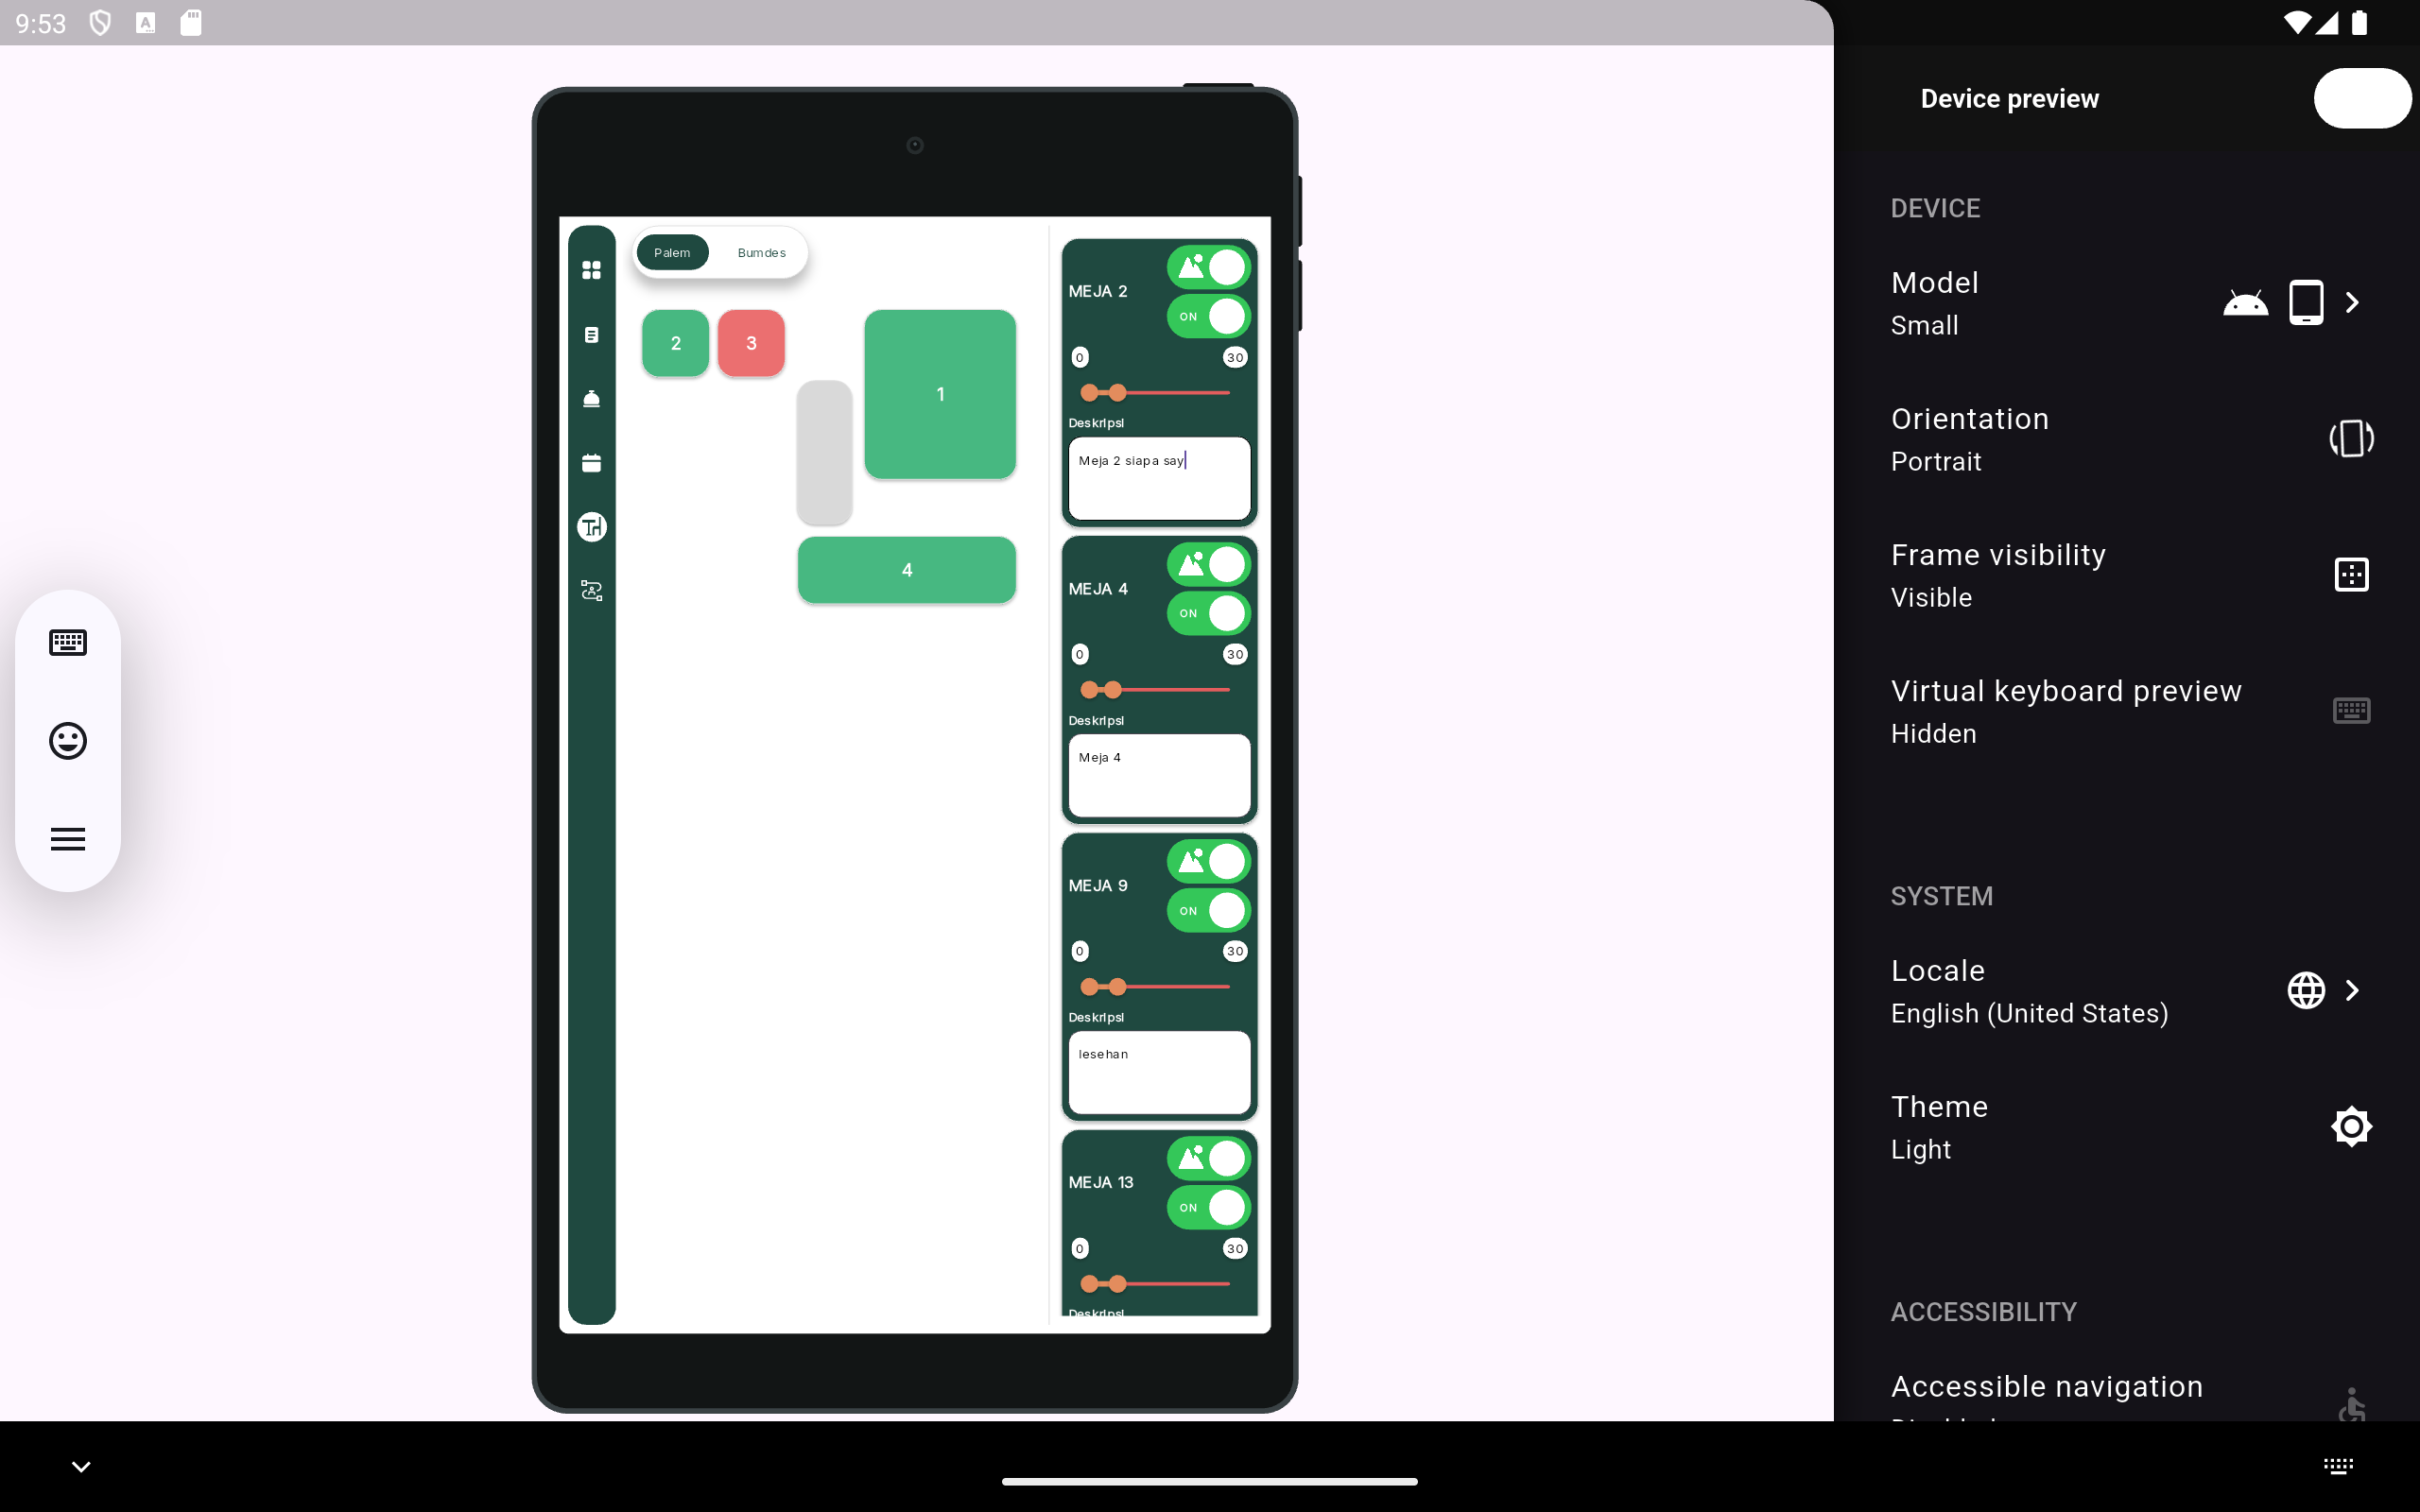 9:53
Device preview
Palem
Bumdes
2
3
1
4
MEJA 2
ON
0
30
Deskripsi
Meja 2 siapa say
MEJA 4
ON
0
30
Deskripsi
Meja 4
MEJA 9
ON
0
30
Deskripsi
lesehan
MEJA 13
ON
0
30
Deskripsi
DEVICE
Model
Small
Orientation
Portrait
Frame visibility
Visible
Virtual keyboard preview
Hidden
SYSTEM
Locale
English (United States)
Theme
Light
ACCESSIBILITY
Accessible navigation